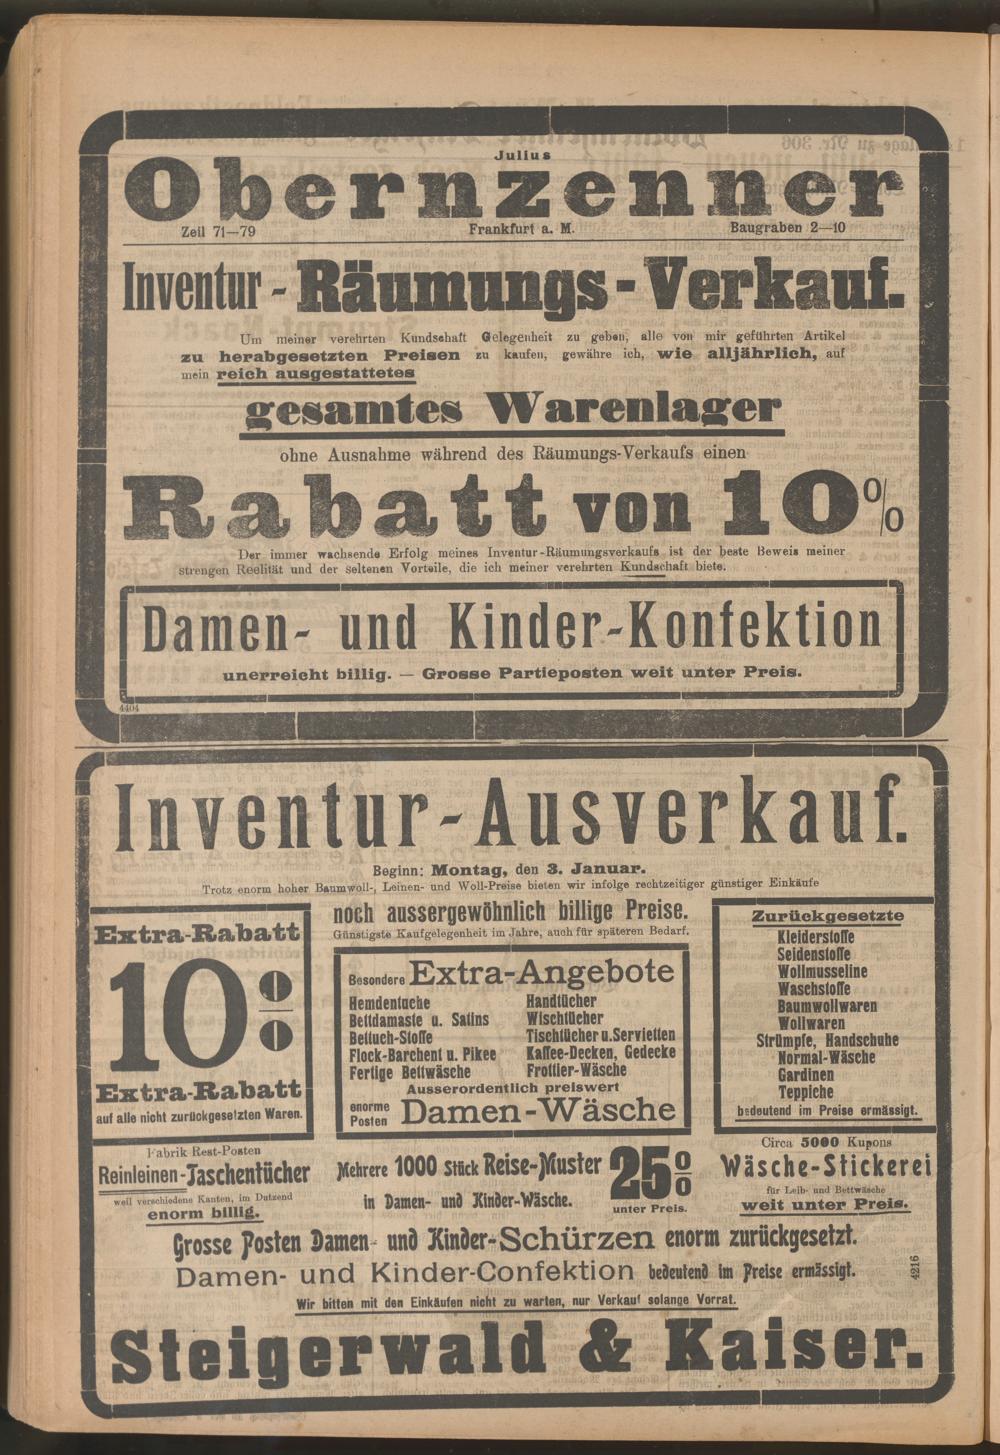 Julius
Obernzenner
Zeil 71—79 Frankfurt a. M. Baugraben 2—10
Inventur-Räumungs-Verkauf.
Um meiner verehrten Kundschaft Gelegenheit zu geben, alle von mir geführten Artikel
zu herabgesetzten Preisen zu kaufen, gewähre ich, wie alljährlich, auf
mein reich ausgestattetes
gesamtes Warenlager
ohne Ausnahme während des Räumungs-Verkaufs einen
Rabatt von 10%
Der immer wachsende Erfolg meines Inventur-Räumungsverkaufs ist der beste Beweis meiner
strengen Reelität und der seltenen Vorteile, die ich meiner verehrten Kundschaft biete.
Damen- und Kinder-Konfektion
unerreicht billig. — Grosse Partieposten weit unter Preis.
4404
Inventur-Ausverkauf.
Beginn: Montag, den 3. Januar.
Trotz enorm hoher Baumwoll-, Leinen- und Woll-Preise bieten wir infolge rechtzeitiger günstiger Einkäufe
noch aussergewöhnlich billige Preise.
Günstigste Kaufgelegenheit im Jahre, auch für späteren Bedarf.
Extra-Rabatt
10%
Extra-Rabatt
auf alle nicht zurückgesetzten Waren.
Besondere Extra-Angebote
Hemdentuche Handtücher
Bettdamaste u. Satins Wischtücher
Bettuch-Stoffe Tischtücher u. Servietten
Flock-Barchent u. Pikee Kaffee-Decken, Gedecke
Fertige Bettwäsche Frottier-Wäsche
Ausserordentlich preiswert
enorme Posten Damen-Wäsche
Zurückgesetzte
Kleiderstoffe
Seidenstoffe
Wollmusseline
Waschstoffe
Baumwollwaren
Wollwaren
Strümpfe, Handschuhe
Normal-Wäsche
Gardinen
Teppiche
bedeutend im Preise ermässigt.
Fabrik Rest-Posten
Reinleinen-Taschentücher
weil verschiedene Kanten, im Dutzend
enorm billig.
Mehrere 1000 Stück Reise-Muster
in Damen- und Kinder-Wäsche.
25%
unter Preis.
Circa 5000 Kupons
Wäsche-Stickerei
für Leib- und Bettwäsche
weit unter Preis.
Grosse Posten Damen- und Kinder-Schürzen enorm zurückgesetzt.
Damen- und Kinder-Confektion bedeutend im Preise ermässigt.
4216
Wir bitten mit den Einkäufen nicht zu warten, nur Verkauf solange Vorrat.
Steigerwald & Kaiser.